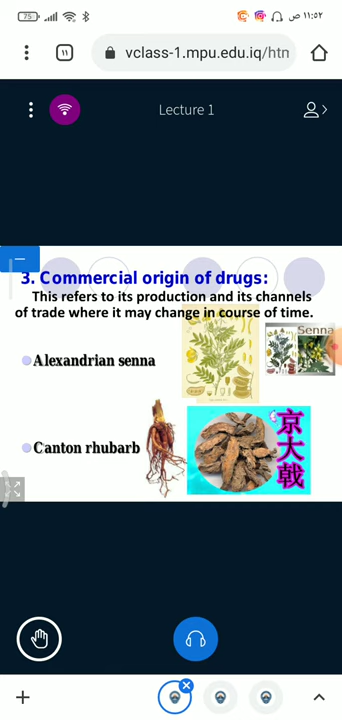 75
١١:٥٢ ص
١١
vclass-1.mpu.edu.iq/htm
Lecture 1
3. Commercial origin of drugs:
This refers to its production and its channels
of trade where it may change in course of time.
Senna
Alexandrian senna
Canton rhubarb
京大戟